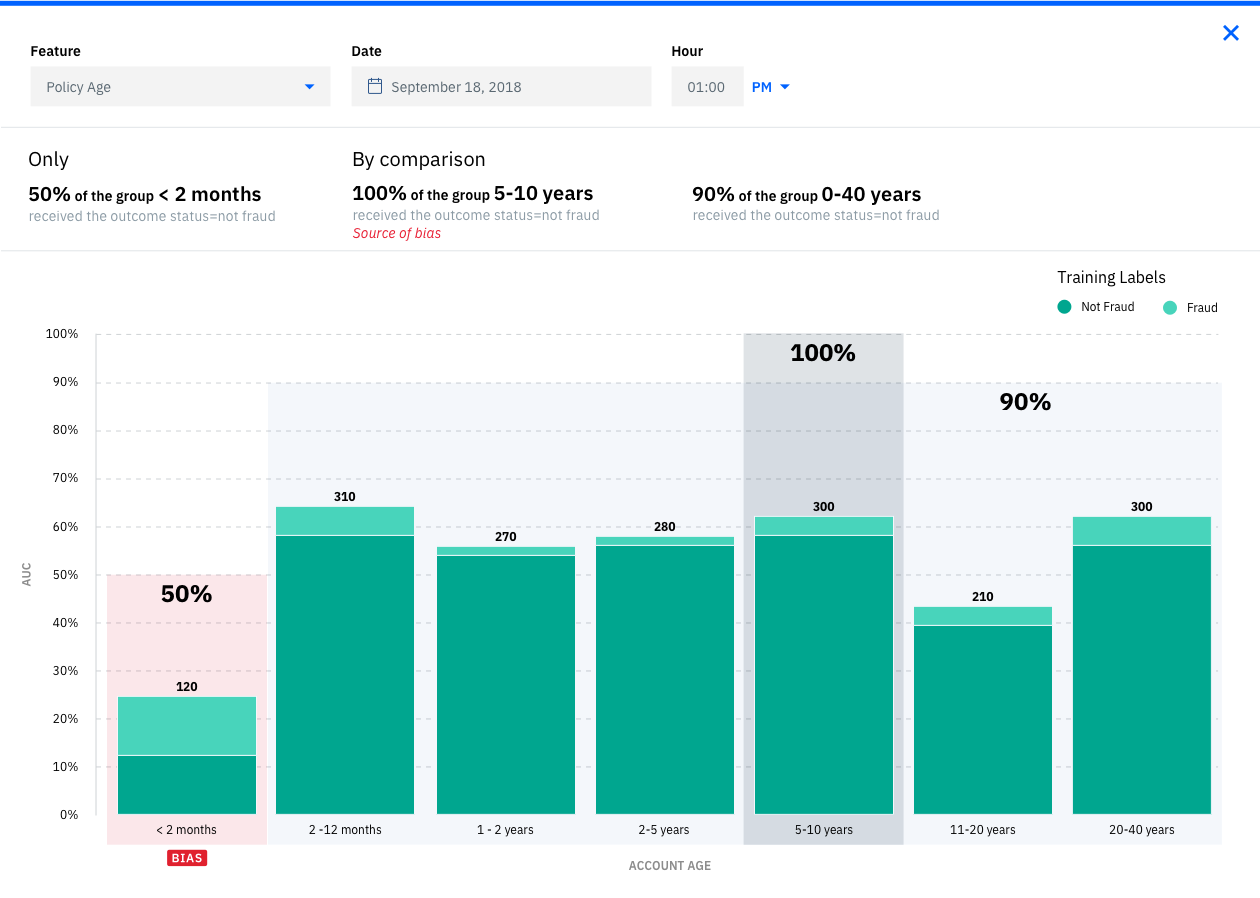 Feature
Date
Hour
Policy Age
September 18, 2018
01:00
PM
Only
By comparison
50% of the group < 2 months
100% of the group 5-10 years
90% of the group 0-40 years
received the outcome status=not fraud
received the outcome status=not fraud
received the outcome status=not fraud
Source of bias
Training Labels
Not Fraud
Fraud
100%
90%
80%
70%
60%
50%
40%
30%
20%
10%
0%
AUC
100%
90%
50%
120
310
270
280
300
210
300
< 2 months
2 -12 months
1 - 2 years
2-5 years
5-10 years
11-20 years
20-40 years
BIAS
ACCOUNT AGE